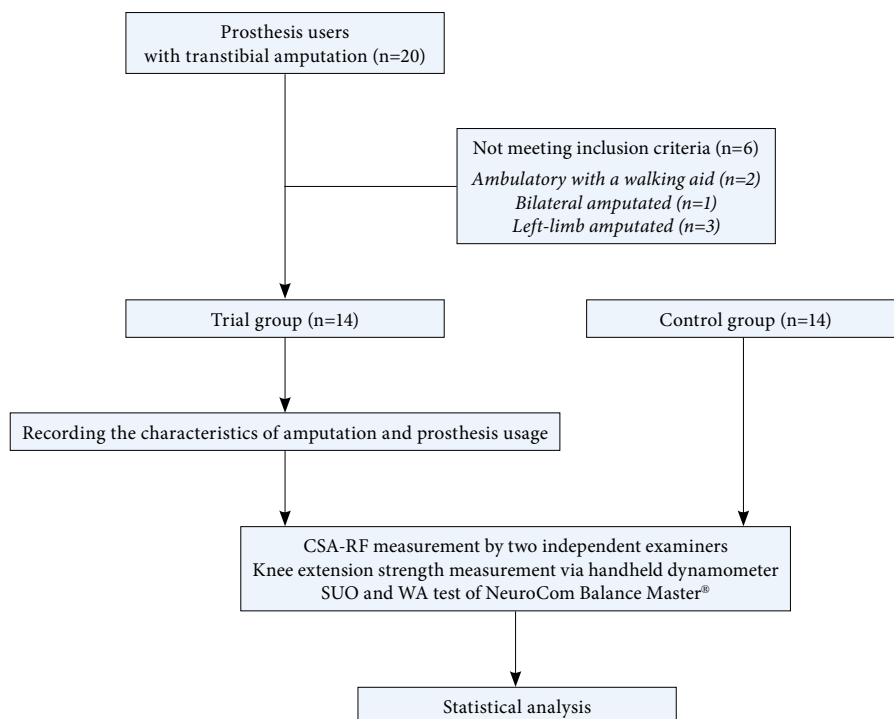 Prosthesis users
with transtibial amputation (n=20)
Not meeting inclusion criteria (n=6)
Ambulatory with a walking aid (n=2)
Bilateral amputated (n=1)
Left-limb amputated (n=3)
Trial group (n=14)
Control group (n=14)
Recording the characteristics of amputation and prosthesis usage
CSA-RF measurement by two independent examiners
Knee extension strength measurement via handheld dynamometer
SUO and WA test of NeuroCom Balance Master®
Statistical analysis